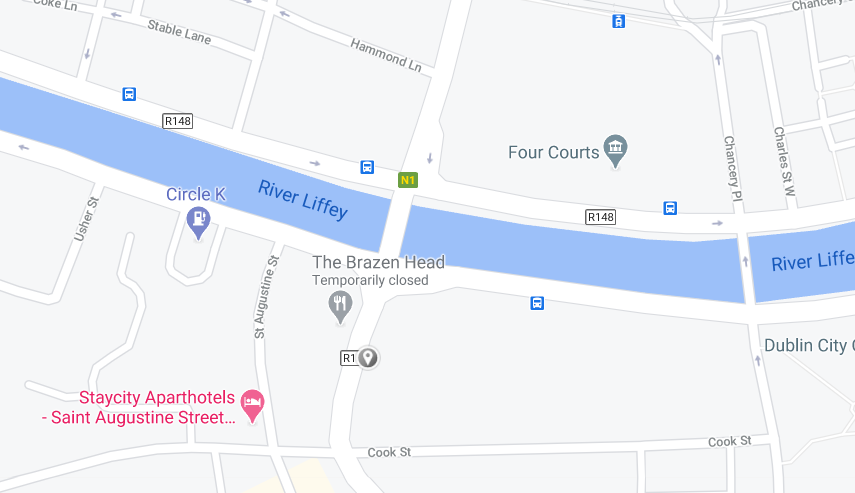 Coke Ln
Chancery
Stable Lane
Hammond Ln
R148
Four Courts
Chancery Pl
Charles St W
N1
Circle K
River Liffey
Usher St
R148
The Brazen Head
Temporarily closed
River Liffe
St Augustine St
R1
Dublin City
Staycity Aparthotels
- Saint Augustine Street...
Cook St
Cook St